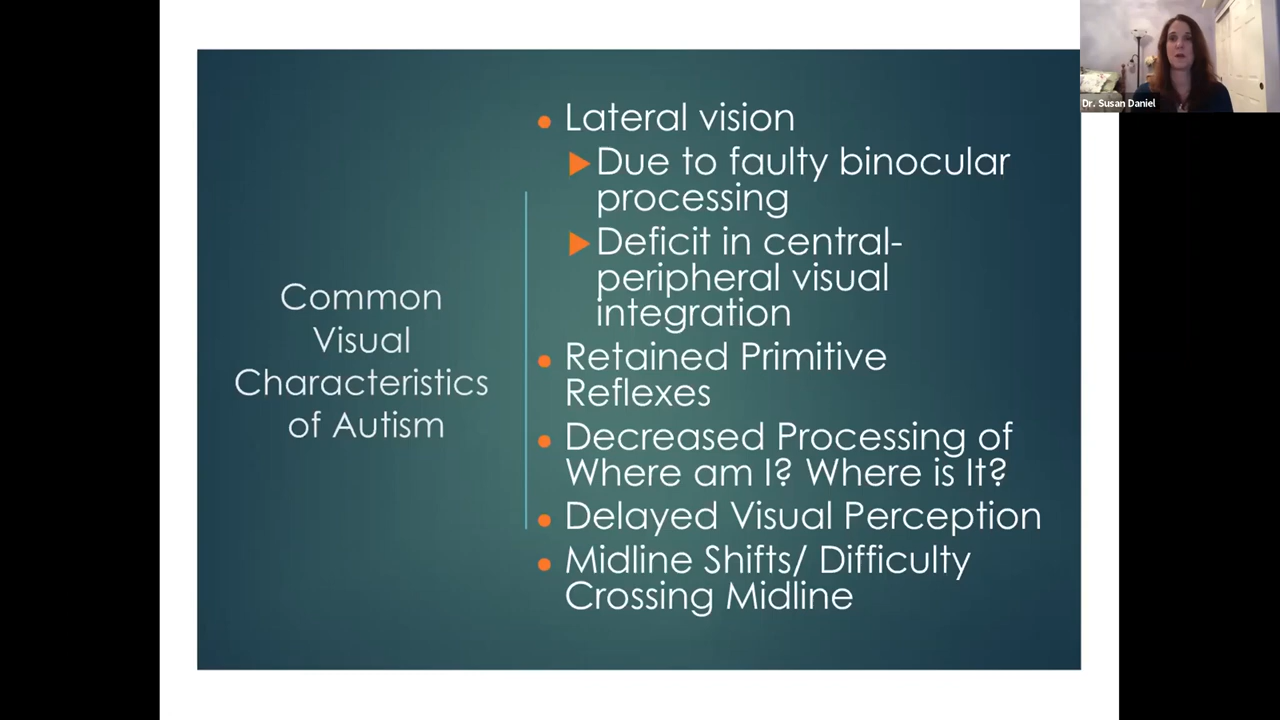 Dr. Susan Daniel
Common
Visual
Characteristics
of Autism
Lateral vision
Due to faulty binocular
processing
Deficit in central-
peripheral visual
integration
Retained Primitive
Reflexes
Decreased Processing of
Where am I? Where is It?
Delayed Visual Perception
Midline Shifts/ Difficulty
Crossing Midline